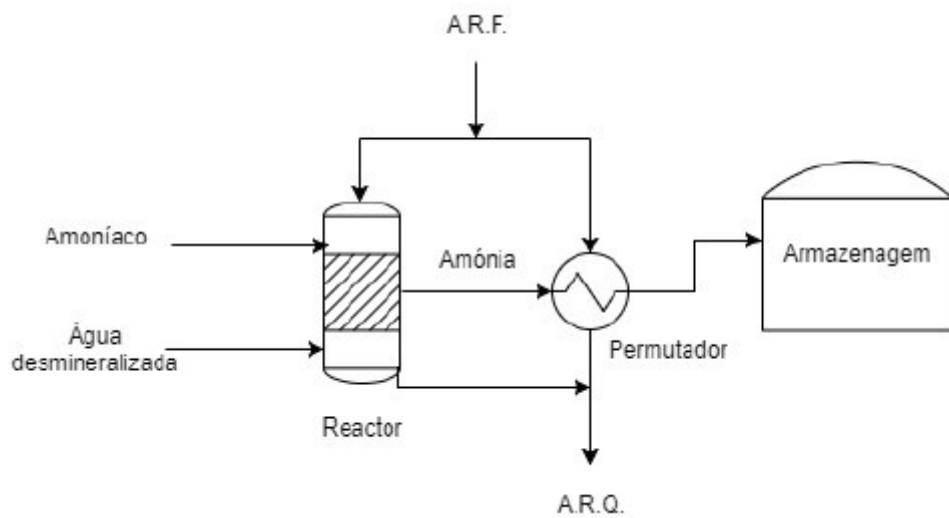 A.R.F.
Amoníaco
Amónia
Armazenagem
Água
desmineralizada
Permutador
Reactor
A.R.Q.